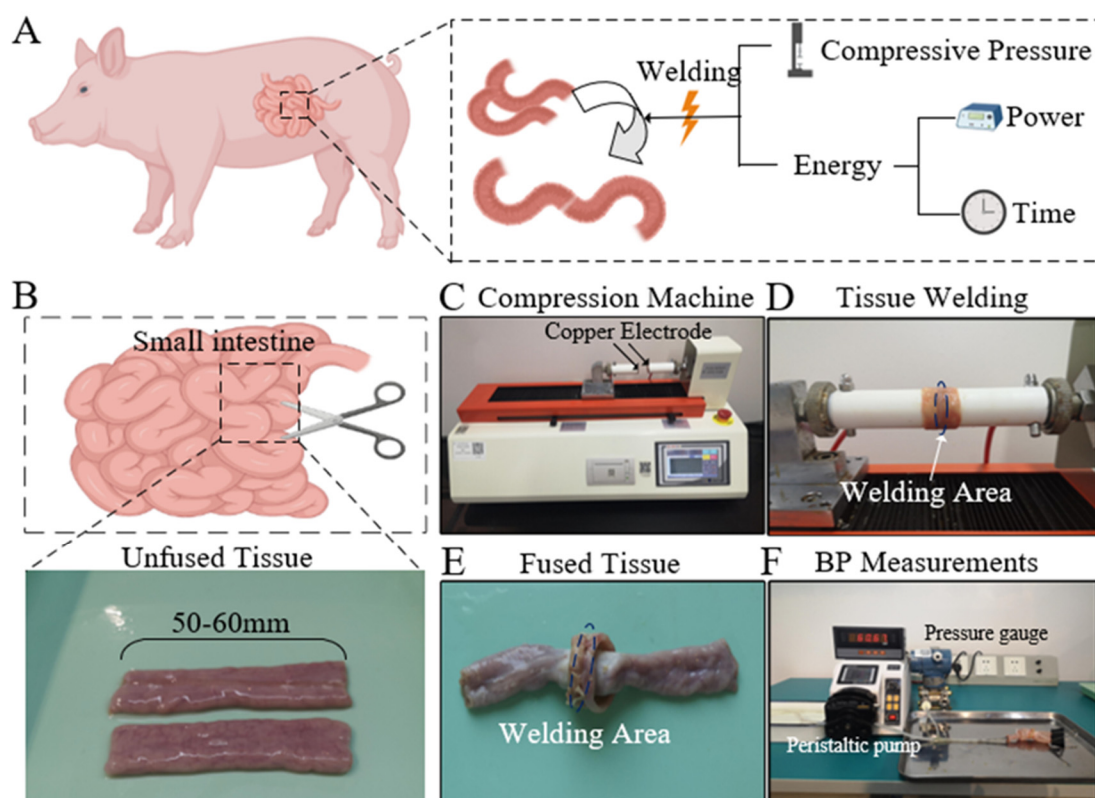 A
Welding
Compressive Pressure
Power
Energy
Time
B
Small intestine
Unfused Tissue
50-60mm
C Compression Machine
Copper Electrode
D Tissue Welding
Welding Area
E Fused Tissue
Welding Area
F BP Measurements
Pressure gauge
Peristaltic pump